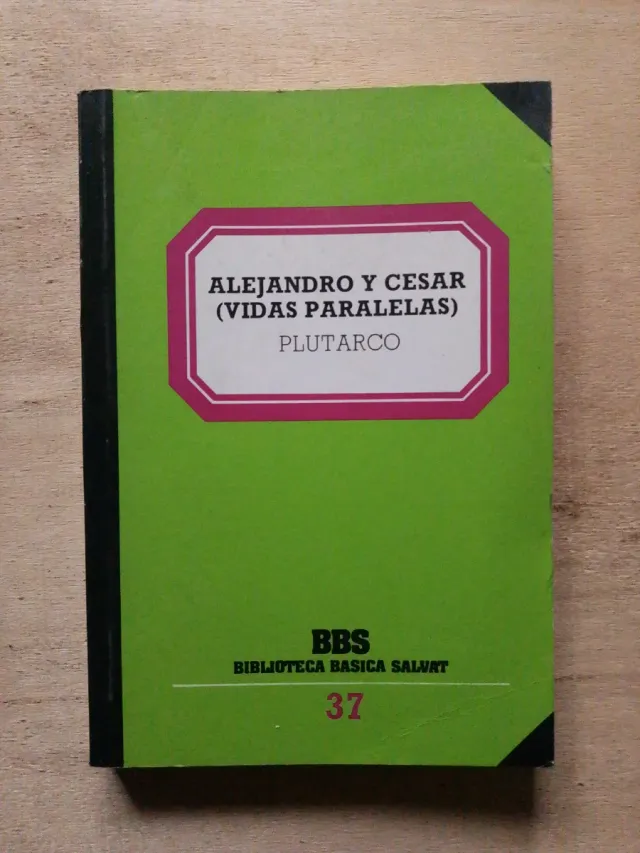 ALEJANDRO Y CESAR
(VIDAS PARALELAS)
PLUTARCO
BBS
BIBLIOTECA BASICA SALVAT
37